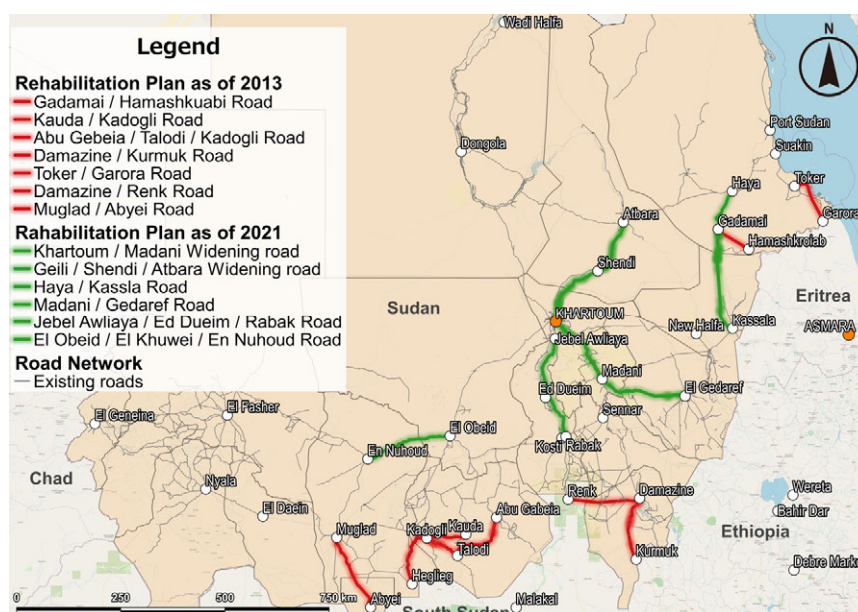 Legend
Rehabilitation Plan as of 2013
Gadamai / Hamashkuabi Road
Kauda / Kadogli Road
Abu Gebeia / Talodi / Kadogli Road
Damazine / Kurmuk Road
Toker / Garora Road
Damazine / Renk Road
Muglad / Abyei Road
Rahabilitation Plan as of 2021
Khartoum / Madani Widening road
Geili / Shendi / Atbara Widening road
Haya / Kassla Road
Madani / Gedaref Road
Jebel Awliaya / Ed Dueim / Rabak Road
El Obeid / El Khuwei / En Nuhoud Road
Road Network
Existing roads
N
Wadi Halfa
Port Sudan
Suakin
Dongola
Haya
Toker
Atbara
Gadamai
Garora
Hamashkrolab
Shendi
Sudan
Eritrea
KHARTOUM
New Halfa
Kassala
ASMARA
Jebel Awliaya
Madani
Ed Dueim
El Gedaref
El Geneina
El Fasher
Sennar
El Obeid
Kosti
Rabak
En Nuhoud
Chad
Nyala
Renk
Damazine
Wereta
El Daein
Abu Gabeia
Bahir Dar
Muglad
Kadogli
Kauda
Ethiopia
Talodi
Kurmuk
Debre Mark
Heglieg
0
250
500
750 km
Abyei
South Sudan
Malakal